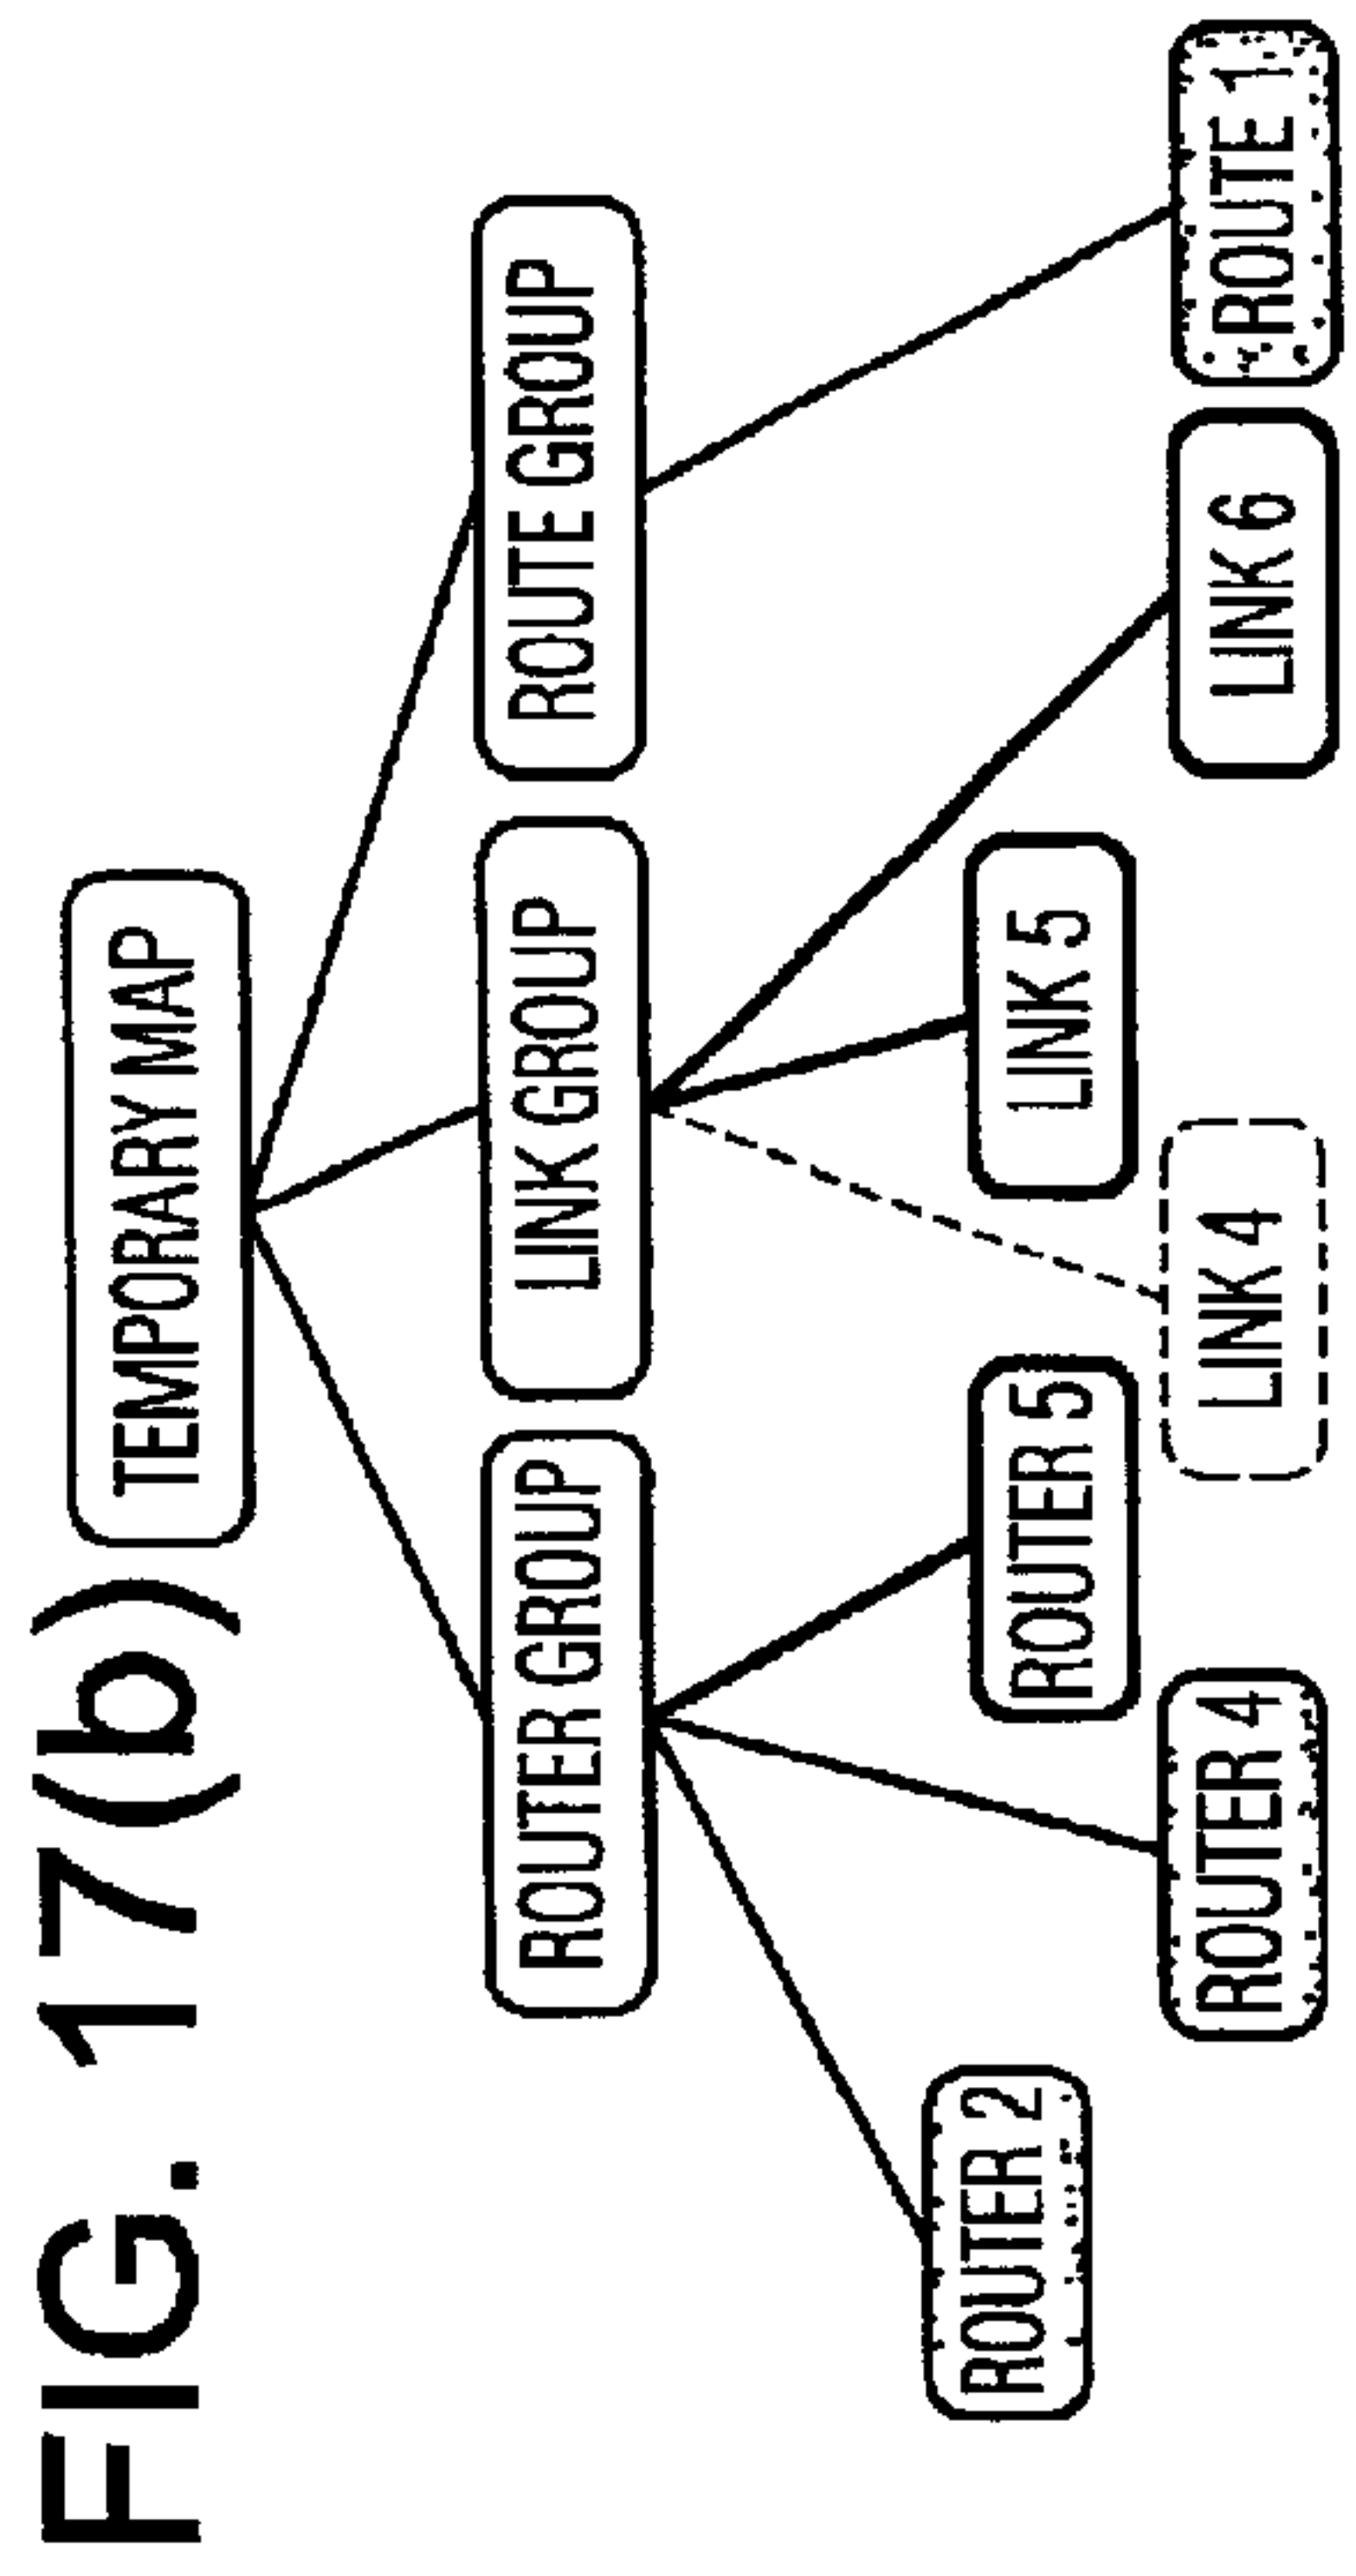 FIG. 17(b)
TEMPORARY MAP
ROUTER GROUP
LINK GROUP
ROUTE GROUP
ROUTER 2
ROUTER 5
LINK 5
ROUTER 4
LINK 4
LINK 6
ROUTE 1